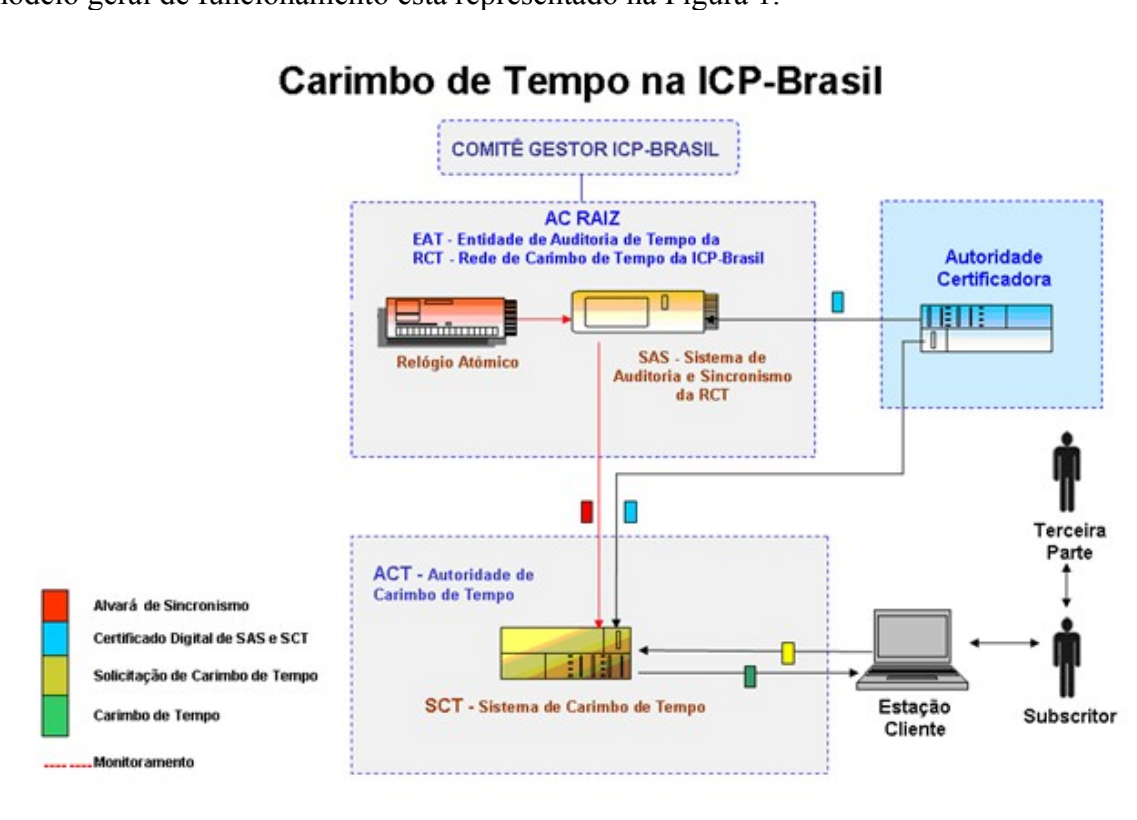 modelo geral de funcionamento está representado na Figura 1.
Carimbo de Tempo na ICP-Brasil
COMITÊ GESTOR ICP-BRASIL
AC RAIZ
EAT - Entidade de Auditoria de Tempo da
RCT - Rede de Carimbo de Tempo da ICP-Brasil
Relógio Atômico
SAS - Sistema de
Auditoria e Sincronismo
da RCT
Autoridade
Certificadora
Terceira
Parte
ACT - Autoridade de
Carimbo de Tempo
SCT - Sistema de Carimbo de Tempo
Estação
Cliente
Subscritor
Alvará de Sincronismo
Certificado Digital de SAS e SCT
Solicitação de Carimbo de Tempo
Carimbo de Tempo
Monitoramento